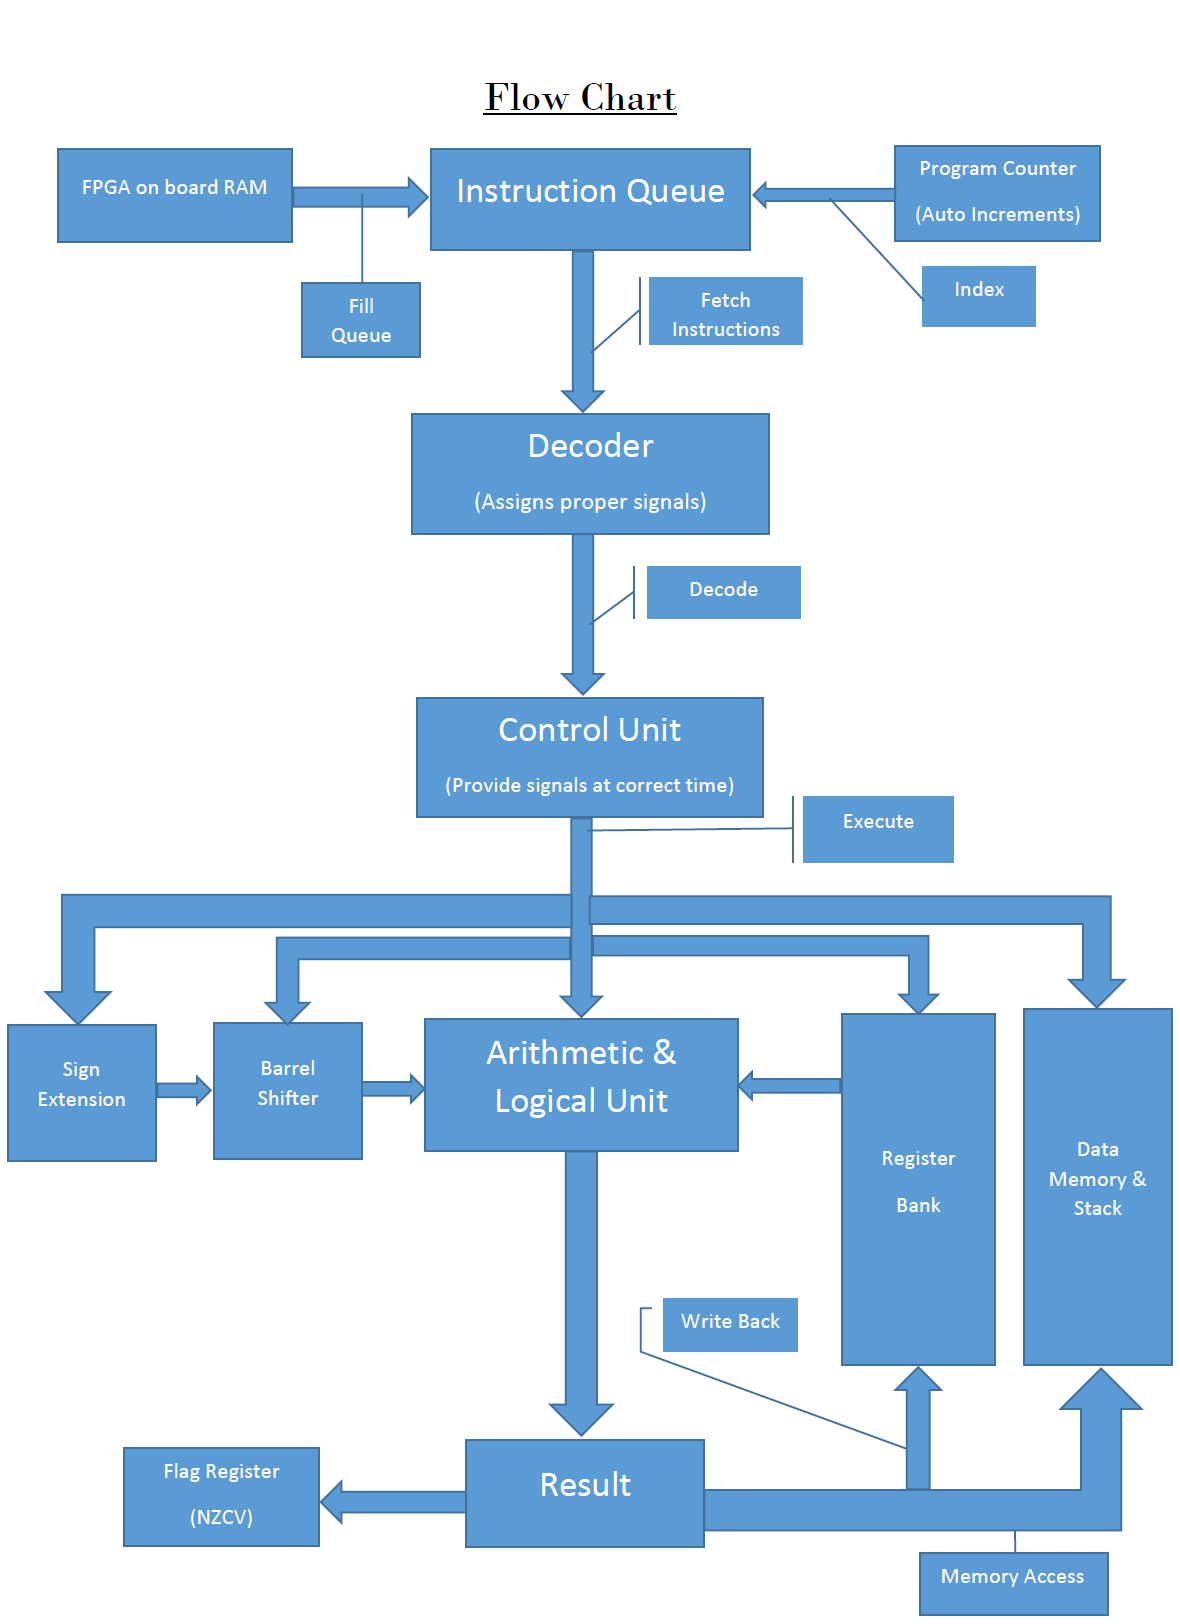 Flow Chart
FPGA on board RAM
Instruction Queue
Program Counter
(Auto Increments)
Fill
Queue
Fetch
Instructions
Index
Decoder
(Assigns proper signals)
Decode
Control Unit
(Provide signals at correct time)
Execute
Sign
Extension
Barrel
Shifter
Arithmetic &
Logical Unit
Register
Bank
Data
Memory &
Stack
Write Back
Flag Register
(NZCV)
Result
Memory Access